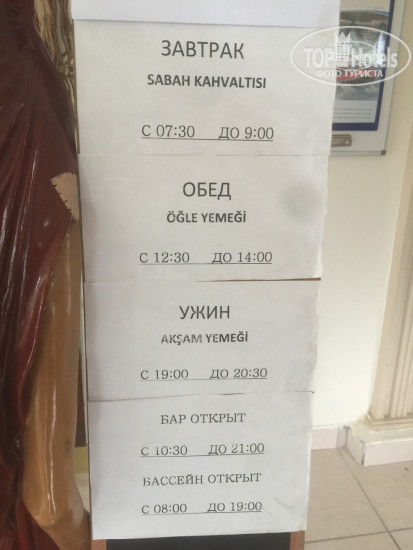 ЗАВТРАК
SABAH KAHVALTISI
С 07:30 ДО 9:00
ОБЕД
ÖĞLE YEMEĞİ
С 12:30 ДО 14:00
УЖИН
AKŞAM YEMEĞİ
С 19:00 ДО 20:30
БАР ОТКРЫТ
С 10:30 ДО 21:00
БАССЕЙН ОТКРЫТ
С 08:00 ДО 19:00
TOP Hotels
ФОТО ТУРИСТА